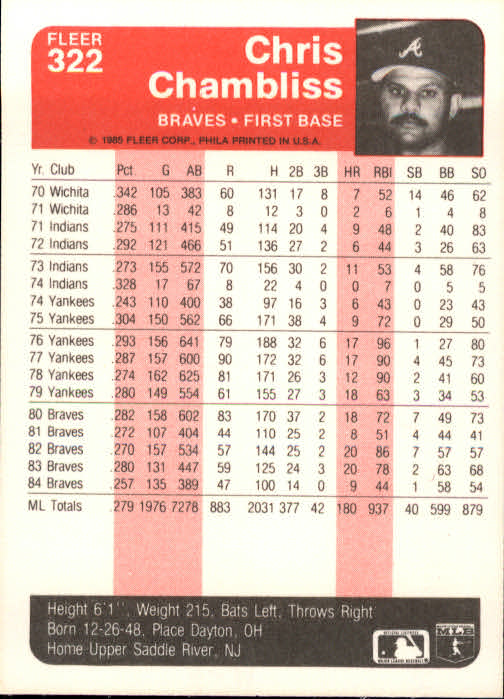 FLEER
322
Chris
Chambliss
BRAVES • FIRST BASE
© 1985 FLEER CORP., PHILA PRINTED IN U.S.A.
Yr. Club Pct. G AB R H 2B 3B HR RBI SB BB SO
70 Wichita .342 105 383 60 131 17 8 7 52 14 46 62
71 Wichita .286 13 42 8 12 3 0 2 6 1 4 8
71 Indians .275 111 415 49 114 20 4 9 48 2 40 83
72 Indians .292 121 466 51 136 27 2 6 44 3 26 63
73 Indians .273 155 572 70 156 30 2 11 53 4 58 76
74 Indians .328 17 67 8 22 4 0 0 7 0 5 5
74 Yankees .243 110 400 38 97 16 3 6 43 0 23 43
75 Yankees .304 150 562 66 171 38 4 9 72 0 29 50
76 Yankees .293 156 641 79 188 32 6 17 96 1 27 80
77 Yankees .287 157 600 90 172 32 6 17 90 4 45 73
78 Yankees .274 162 625 81 171 26 3 12 90 2 41 60
79 Yankees .280 149 554 61 155 27 3 18 63 3 34 53
80 Braves .282 158 602 83 170 37 2 18 72 7 49 73
81 Braves .272 107 404 44 110 25 2 8 51 4 44 41
82 Braves .270 157 534 57 144 25 2 20 86 7 57 57
83 Braves .280 131 447 59 125 24 3 20 78 2 63 68
84 Braves .257 135 389 47 100 14 0 9 44 1 58 54
ML Totals .279 1976 7278 883 2031 377 42 180 937 40 599 879
Height 6'1'', Weight 215, Bats Left, Throws Right
Born 12-26-48, Place Dayton, OH
Home Upper Saddle River, NJ
MLB